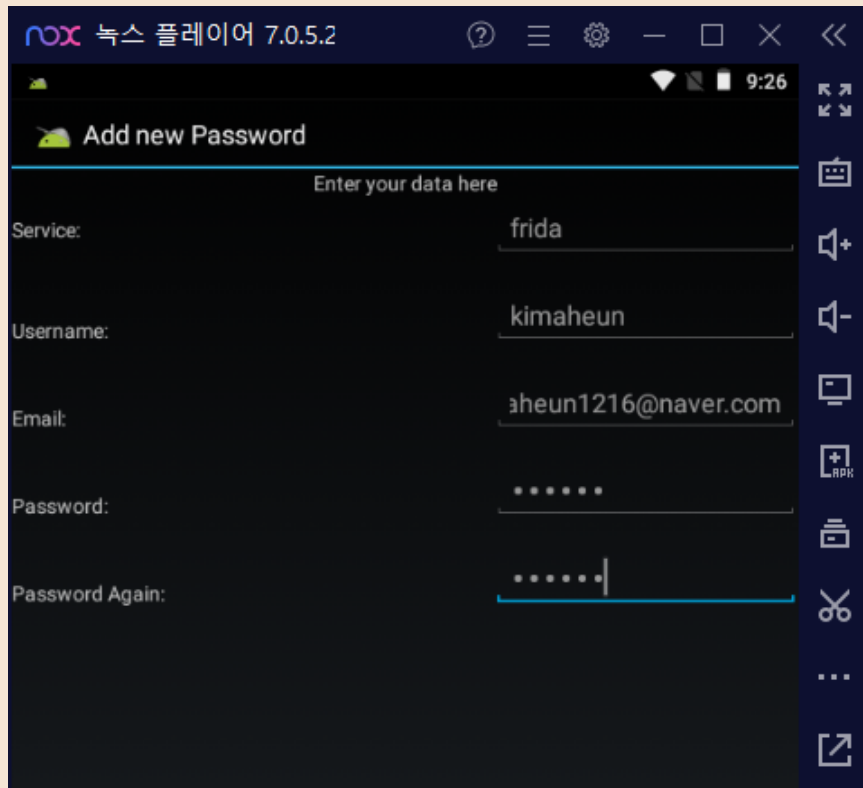 nox 녹스 플레이어 7.0.5.2
9:26
Add new Password
Enter your data here
Service: frida
Username: kimaheun
Email: aheun1216@naver.com
Password: ••••••
Password Again: ••••••
APK